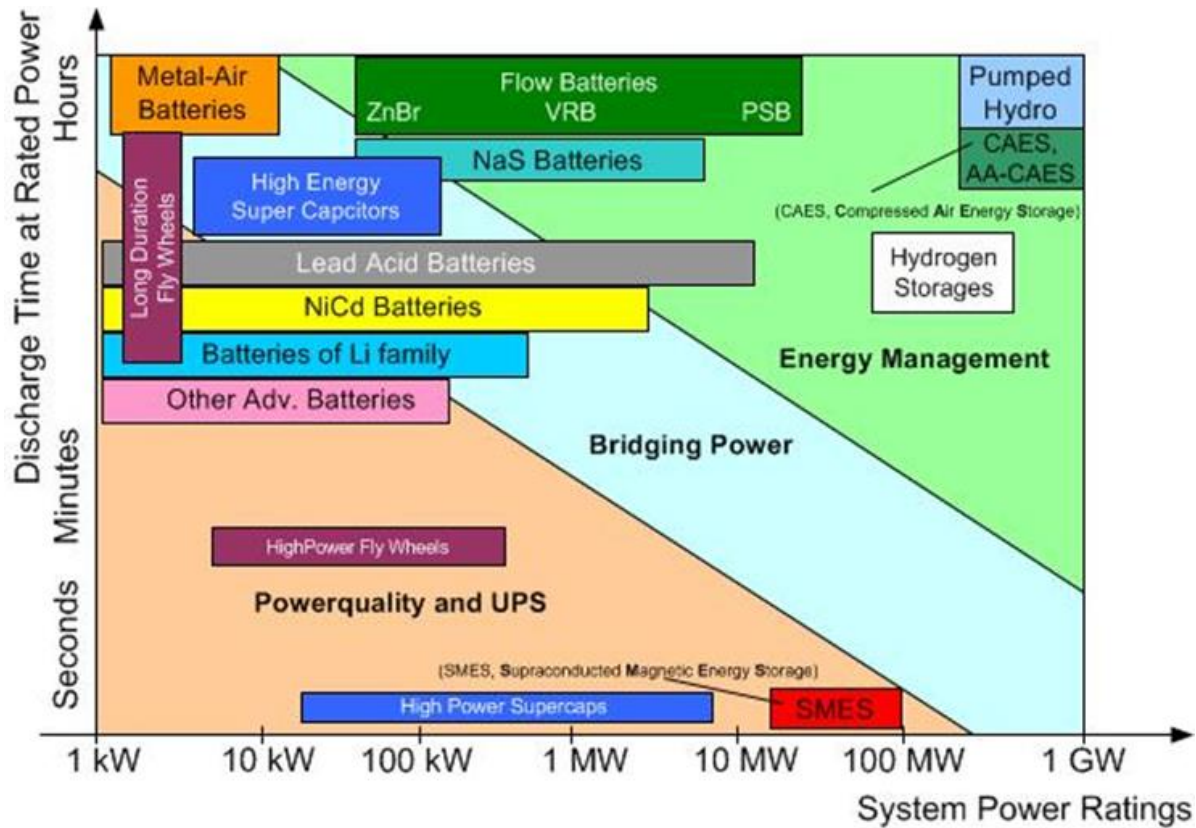 Discharge Time at Rated Power
Hours
Minutes
Seconds
Metal-Air
Batteries
Flow Batteries
ZnBr VRB PSB
Pumped
Hydro
CAES,
AA-CAES
(CAES, Compressed Air Energy Storage)
NaS Batteries
High Energy
Super Capcitors
Long Duration
Fly Wheels
Lead Acid Batteries
Hydrogen
Storages
NiCd Batteries
Batteries of Li family
Energy Management
Other Adv. Batteries
Bridging Power
HighPower Fly Wheels
Powerquality and UPS
(SMES, Supraconducted Magnetic Energy Storage)
High Power Supercaps
SMES
1 kW 10 kW 100 kW 1 MW 10 MW 100 MW 1 GW
System Power Ratings